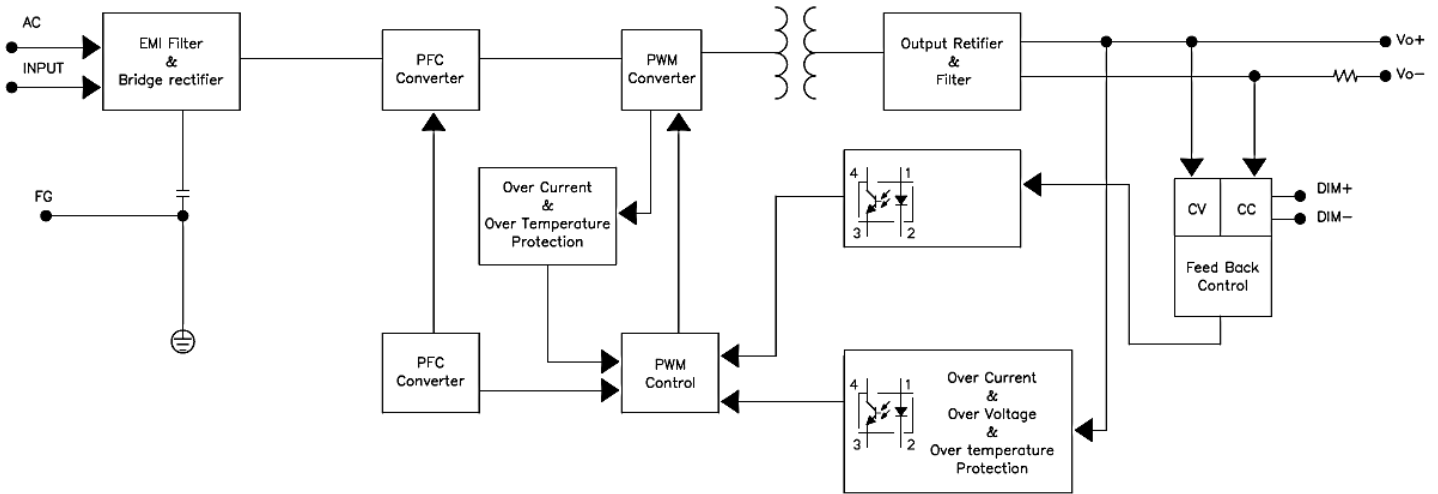 AC
INPUT
EMI Filter
&
Bridge rectifier
PFC
Converter
PWM
Converter
Output Retifier
&
Filter
Vo+
Vo-
FG
Over Current
&
Over Temperature
Protection
4
1
3
2
CV
CC
DIM+
DIM-
Feed Back
Control
PFC
Converter
PWM
Control
4
1
3
2
Over Current
&
Over Voltage
&
Over temperature
Protection